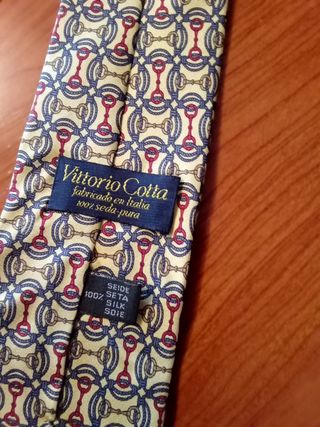 Vittorio Cotta
fabricado en Italia
100% seda-pura
SEIDE
100% SETA
SILK
SOIE